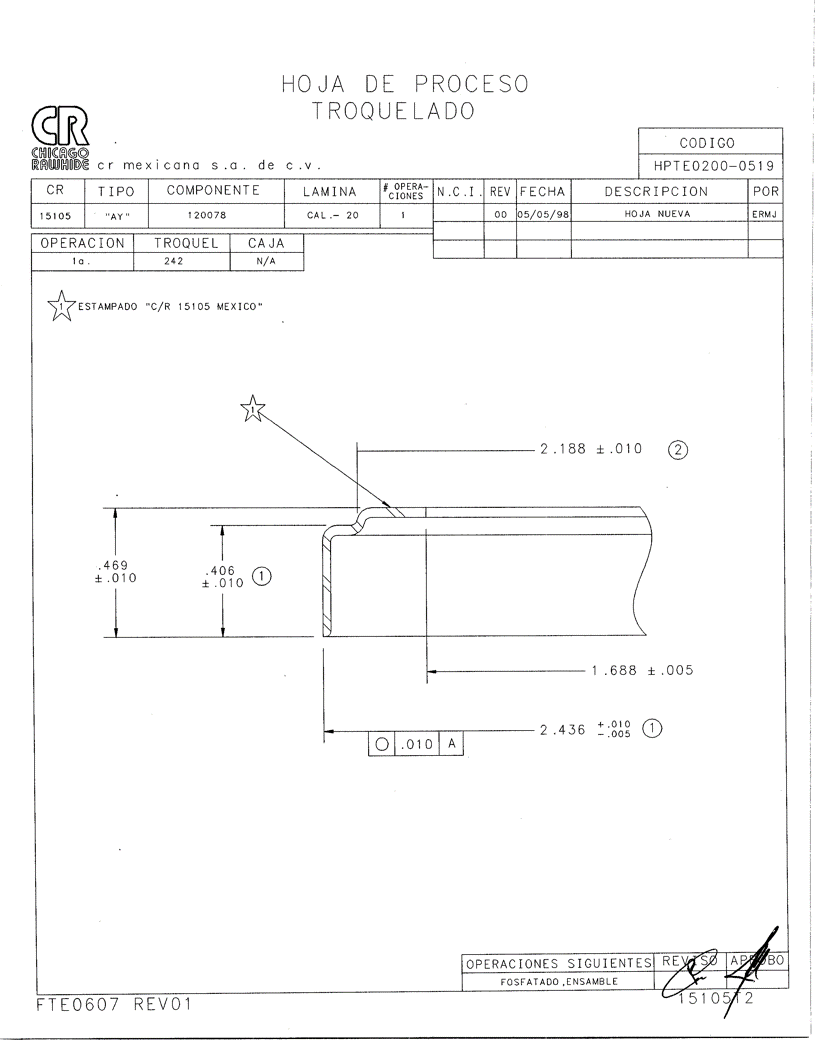 HOJA DE PROCESO
TROQUELADO
CR
CHICAGO
RAWHIDE cr mexicana s.a. de c.v.
CODIGO
HPTE0200-0519
CR TIPO COMPONENTE LAMINA # OPERA-CIONES N.C.I. REV FECHA DESCRIPCION POR
15105 "AY" 120078 CAL.- 20 1 00 05/05/98 HOJA NUEVA ERMJ
OPERACION TROQUEL CAJA
1a. 242 N/A
1 ESTAMPADO "C/R 15105 MEXICO"
1
2.188 ±.010 2
.469
±.010
.406
±.010 1
1.688 ±.005
2.436 +.010 -.005 1
.010 A
OPERACIONES SIGUIENTES REVISO APROBO
FOSFATADO,ENSAMBLE
15105T2
FTE0607 REV01